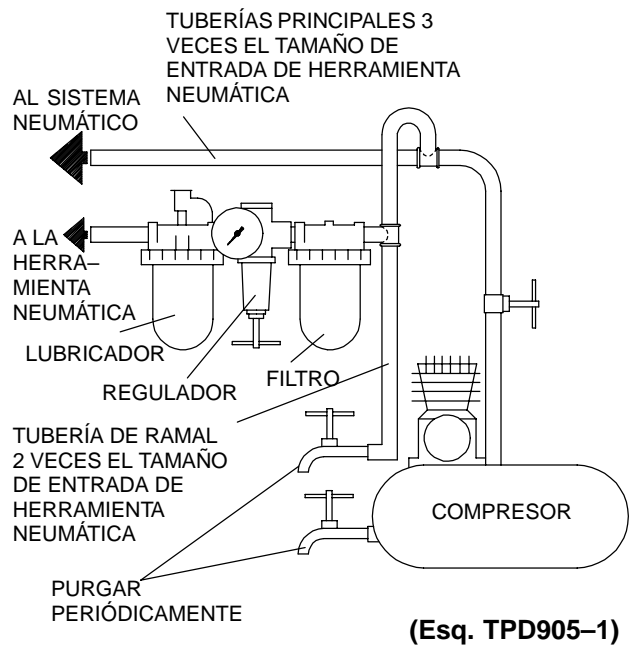 TUBERÍAS PRINCIPALES 3
VECES EL TAMAÑO DE
ENTRADA DE HERRAMIENTA
NEUMÁTICA
AL SISTEMA
NEUMÁTICO
A LA
HERRA–
MIENTA
NEUMÁTICA
LUBRICADOR
REGULADOR
FILTRO
TUBERÍA DE RAMAL
2 VECES EL TAMAÑO
DE ENTRADA DE
HERRAMIENTA
NEUMÁTICA
COMPRESOR
PURGAR
PERIÓDICAMENTE
(Esq. TPD905–1)